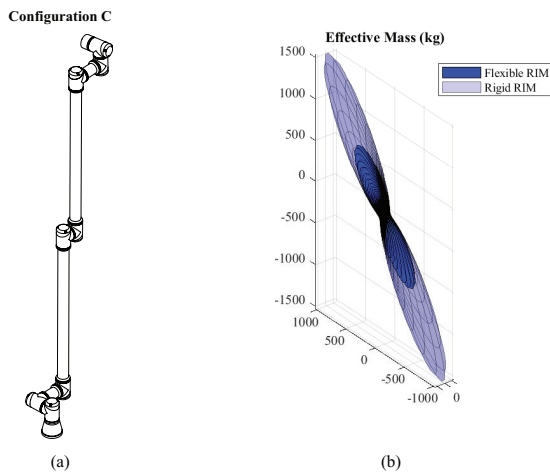 Configuration C
Effective Mass (kg)
Flexible RIM
Rigid RIM
1500
1000
500
0
-500
-1000
-1500
1000
500
0
-500
-1000
0
(a)
(b)